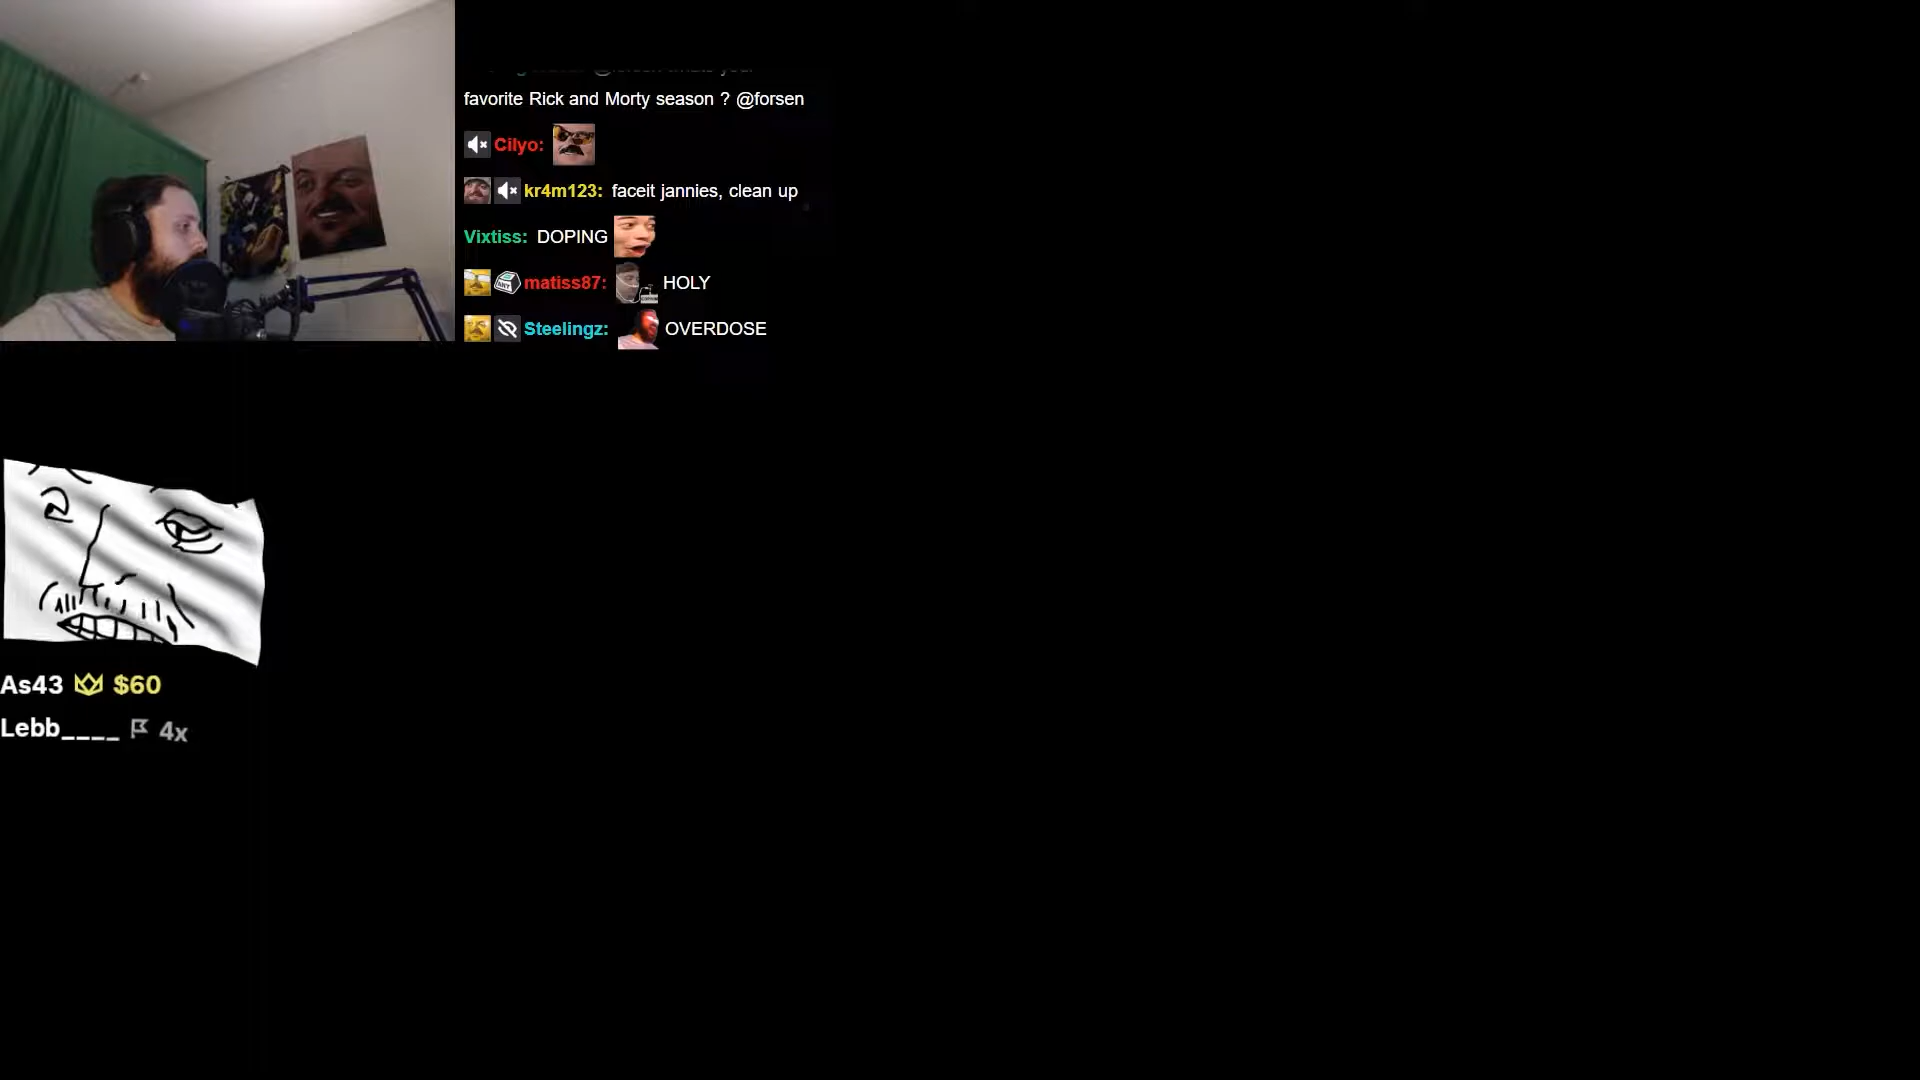 favorite Rick and Morty season ? @forsen
Cilyo:
kr4m123: faceit jannies, clean up
Vixtiss: DOPING
matiss87: HOLY
Steelingz: OVERDOSE
As43 $60
Lebb____ 4x